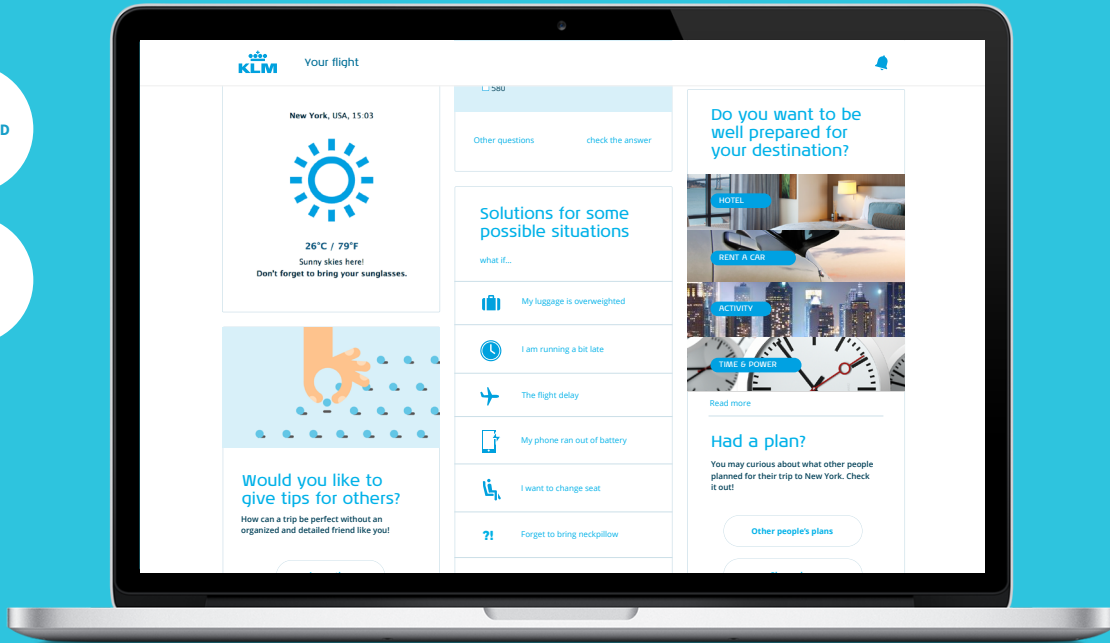 D
KLM
Your flight
New York, USA, 15:03
26°C / 79°F
Sunny skies here!
Don't forget to bring your sunglasses.
Would you like to
give tips for others?
How can a trip be perfect without an
organized and detailed friend like you!
580
Other questions
check the answer
Solutions for some
possible situations
what if...
My luggage is overweighted
I am running a bit late
The flight delay
My phone ran out of battery
I want to change seat
?!
Forget to bring neckpillow
Do you want to be
well prepared for
your destination?
HOTEL
RENT A CAR
ACTIVITY
TIME & POWER
Read more
Had a plan?
You may curious about what other people
planned for their trip to New York. Check
it out!
Other people's plans